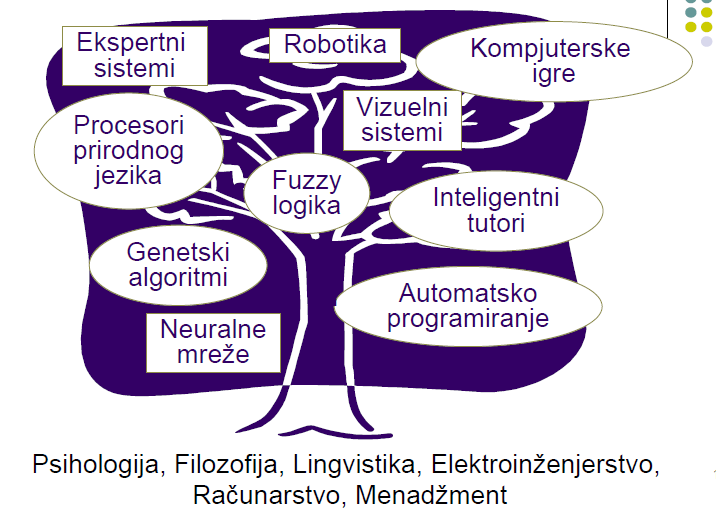 Ekspertni
sistemi
Robotika
Kompjuterske
igre
Procesori
prirodnog
jezika
Vizuelni
sistemi
Fuzzy
logika
Inteligentni
tutori
Genetski
algoritmi
Automatsko
programiranje
Neuralne
mreže
Psihologija, Filozofija, Lingvistika, Elektroinženjerstvo,
Računarstvo, Menadžment